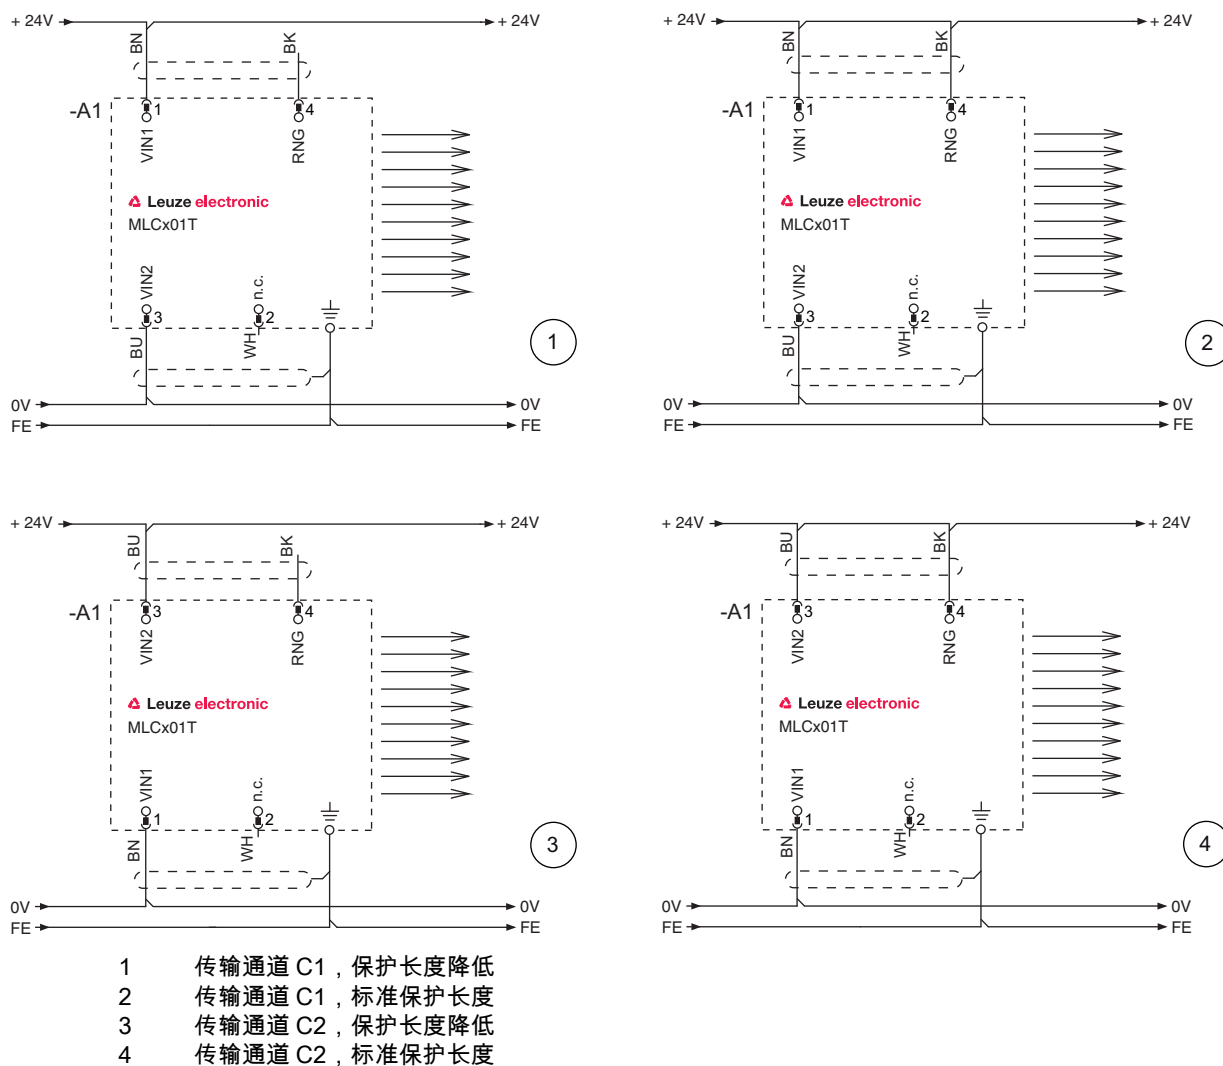 + 24V
+ 24V
BN
BK
-A1
1
4
VIN1
RNG
Leuze electronic
MLCx01T
VIN2
n.c.
3
2
BU
WH
1
0V
0V
FE
FE
+ 24V
+ 24V
BN
BK
-A1
1
4
VIN1
RNG
Leuze electronic
MLCx01T
VIN2
n.c.
3
2
BU
WH
2
0V
0V
FE
FE
+ 24V
+ 24V
BU
BK
-A1
3
4
VIN2
RNG
Leuze electronic
MLCx01T
VIN1
n.c.
1
2
BN
WH
3
0V
0V
FE
FE
+ 24V
+ 24V
BU
BK
-A1
3
4
VIN2
RNG
Leuze electronic
MLCx01T
VIN1
n.c.
1
2
BN
WH
4
0V
0V
FE
FE
1 传输通道 C1，保护长度降低
2 传输通道 C1，标准保护长度
3 传输通道 C2，保护长度降低
4 传输通道 C2，标准保护长度